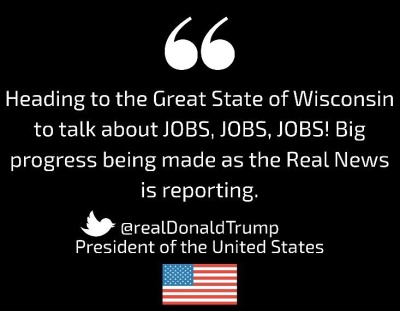 Heading to the Great State of Wisconsin
to talk about JOBS, JOBS, JOBS! Big
progress being made as the Real News
is reporting.
@realDonaldTrump
President of the United States